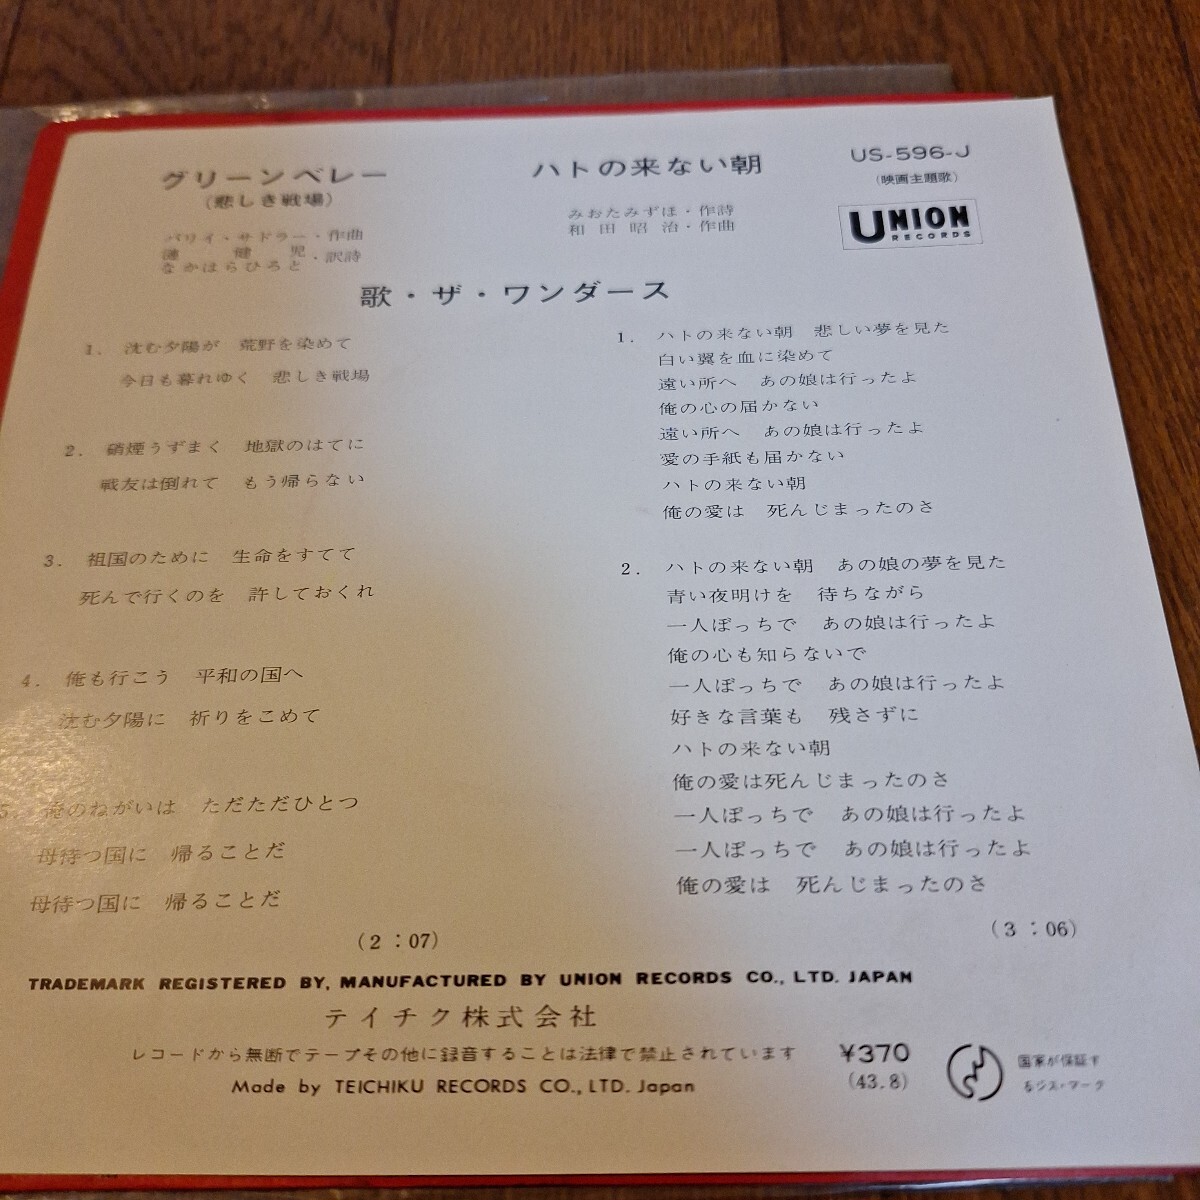 グリーンベレー
(悲しき戦場)
バリイ・サドラー・作曲
漣 健児
なかはらひろと・訳詩
ハトの来ない朝
みおたみずほ・作詩
和田昭治・作曲
US-596-J
(映画主題歌)
UNION
RECORDS
歌・ザ・ワンダース
1. 沈む夕陽が 荒野を染めて
今日も暮れゆく 悲しき戦場
2. 硝煙うずまく 地獄のはてに
戦友は倒れて もう帰らない
3. 祖国のために 生命をすてて
死んで行くのを 許しておくれ
4. 俺も行こう 平和の国へ
沈む夕陽に 祈りをこめて
5. 俺のねがいは ただただひとつ
母待つ国に 帰ることだ
母待つ国に 帰ることだ
(2:07)
1. ハトの来ない朝 悲しい夢を見た
白い翼を血に染めて
遠い所へ あの娘は行ったよ
俺の心の届かない
遠い所へ あの娘は行ったよ
愛の手紙も届かない
ハトの来ない朝
俺の愛は 死んじまったのさ
2. ハトの来ない朝 あの娘の夢を見た
青い夜明けを 待ちながら
一人ぽっちで あの娘は行ったよ
俺の心も知らないで
一人ぽっちで あの娘は行ったよ
好きな言葉も 残さずに
ハトの来ない朝
俺の愛は死んじまったのさ
一人ぽっちで あの娘は行ったよ
一人ぽっちで あの娘は行ったよ
俺の愛は 死んじまったのさ
(3:06)
TRADEMARK REGISTERED BY, MANUFACTURED BY UNION RECORDS CO., LTD. JAPAN
テイチク株式会社
レコードから無断でテープその他に録音することは法律で禁止されています
Made by TEICHIKU RECORDS CO., LTD. Japan
¥370
(43.8)
国家が保証す
るジス・マーク